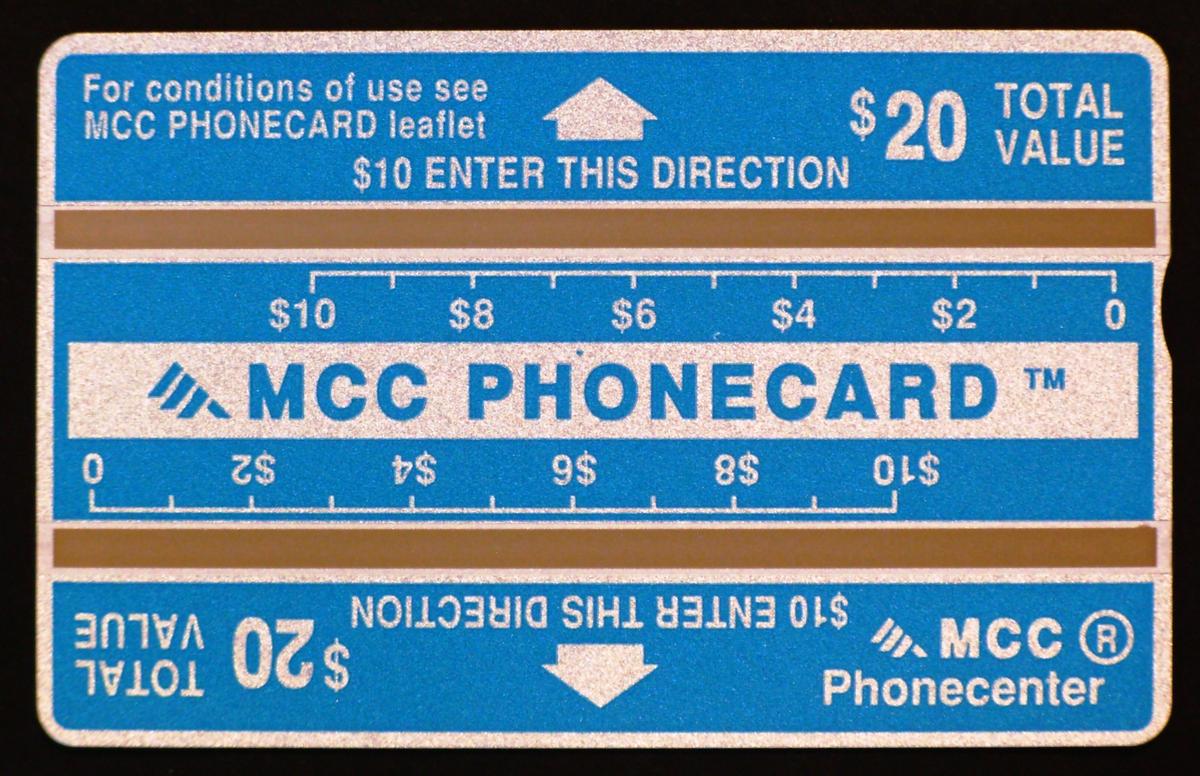 For conditions of use see
MCC PHONECARD leaflet
$10 ENTER THIS DIRECTION
$20 TOTAL VALUE
$10 $8 $6 $4 $2 0
MCC PHONECARD ™
0 $2 $4 $6 $8 $10
$10 ENTER THIS DIRECTION
$20 TOTAL VALUE
MCC ®
Phonecenter